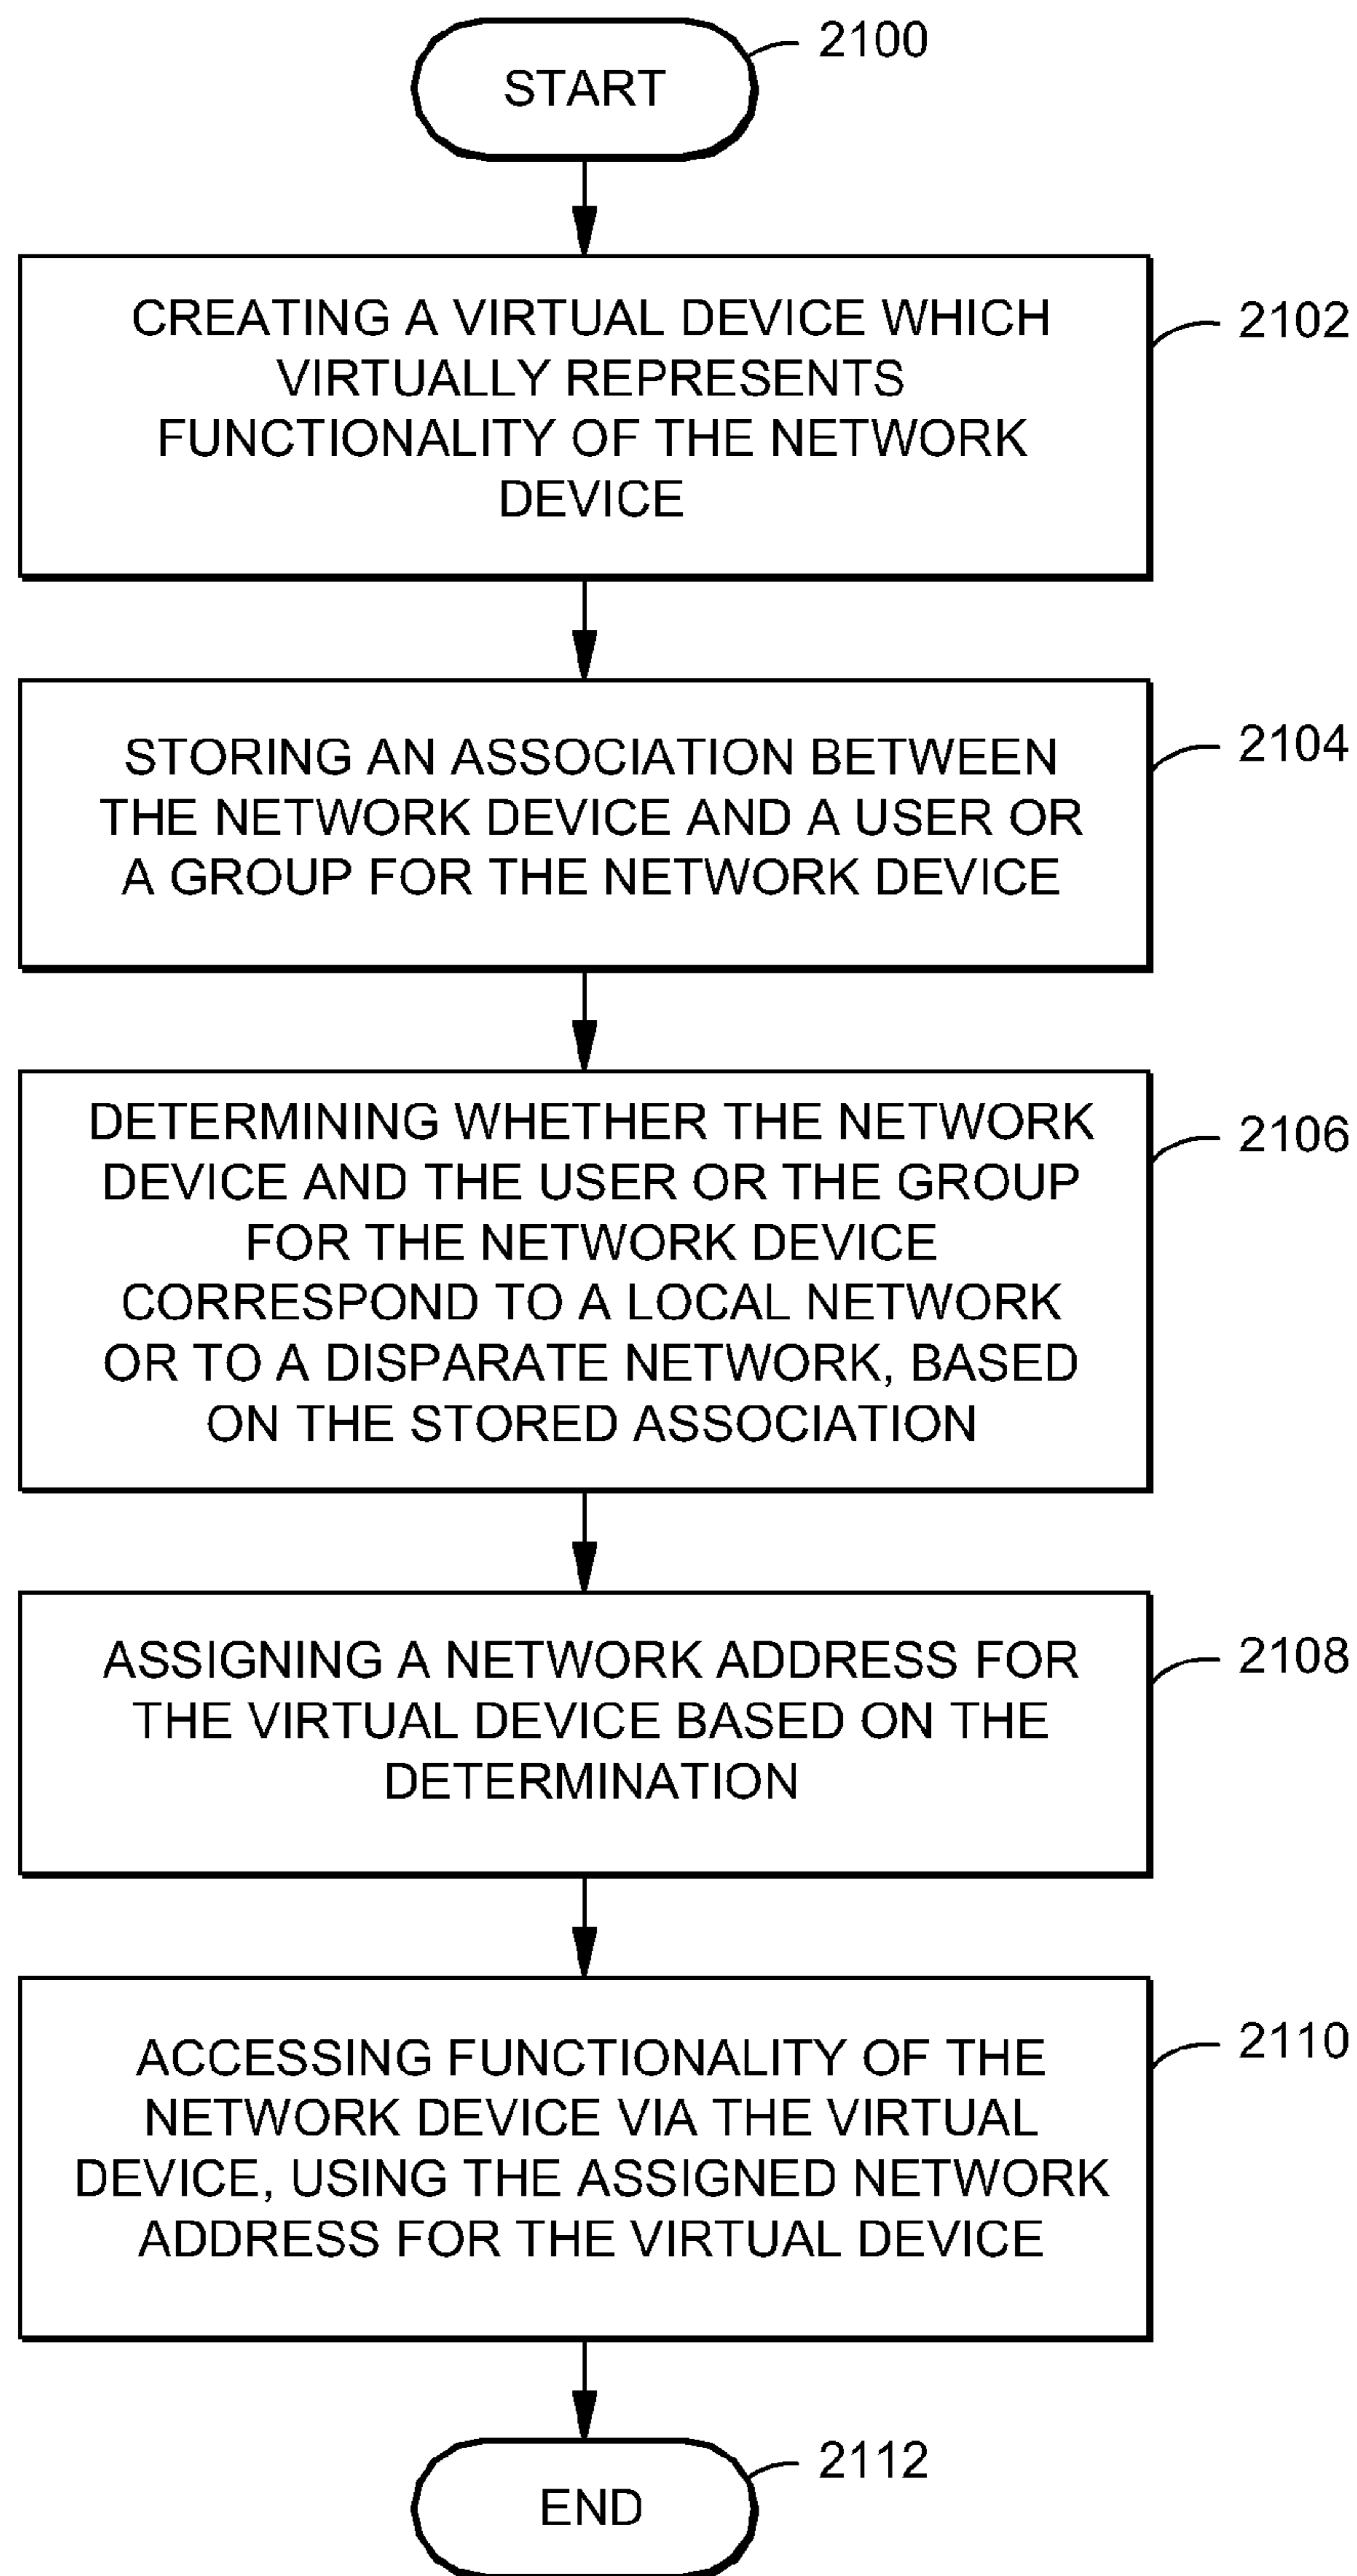 START
2100
CREATING A VIRTUAL DEVICE WHICH
VIRTUALLY REPRESENTS
FUNCTIONALITY OF THE NETWORK
DEVICE
2102
STORING AN ASSOCIATION BETWEEN
THE NETWORK DEVICE AND A USER OR
A GROUP FOR THE NETWORK DEVICE
2104
DETERMINING WHETHER THE NETWORK
DEVICE AND THE USER OR THE GROUP
FOR THE NETWORK DEVICE
CORRESPOND TO A LOCAL NETWORK
OR TO A DISPARATE NETWORK, BASED
ON THE STORED ASSOCIATION
2106
ASSIGNING A NETWORK ADDRESS FOR
THE VIRTUAL DEVICE BASED ON THE
DETERMINATION
2108
ACCESSING FUNCTIONALITY OF THE
NETWORK DEVICE VIA THE VIRTUAL
DEVICE, USING THE ASSIGNED NETWORK
ADDRESS FOR THE VIRTUAL DEVICE
2110
END
2112